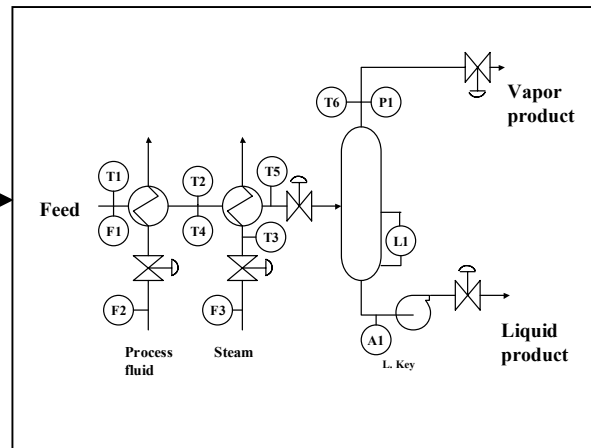 T6
P1
Vapor
product
T1
T2
T5
Feed
F1
T4
T3
L1
F2
F3
A1
Process
fluid
Steam
L. Key
Liquid
product